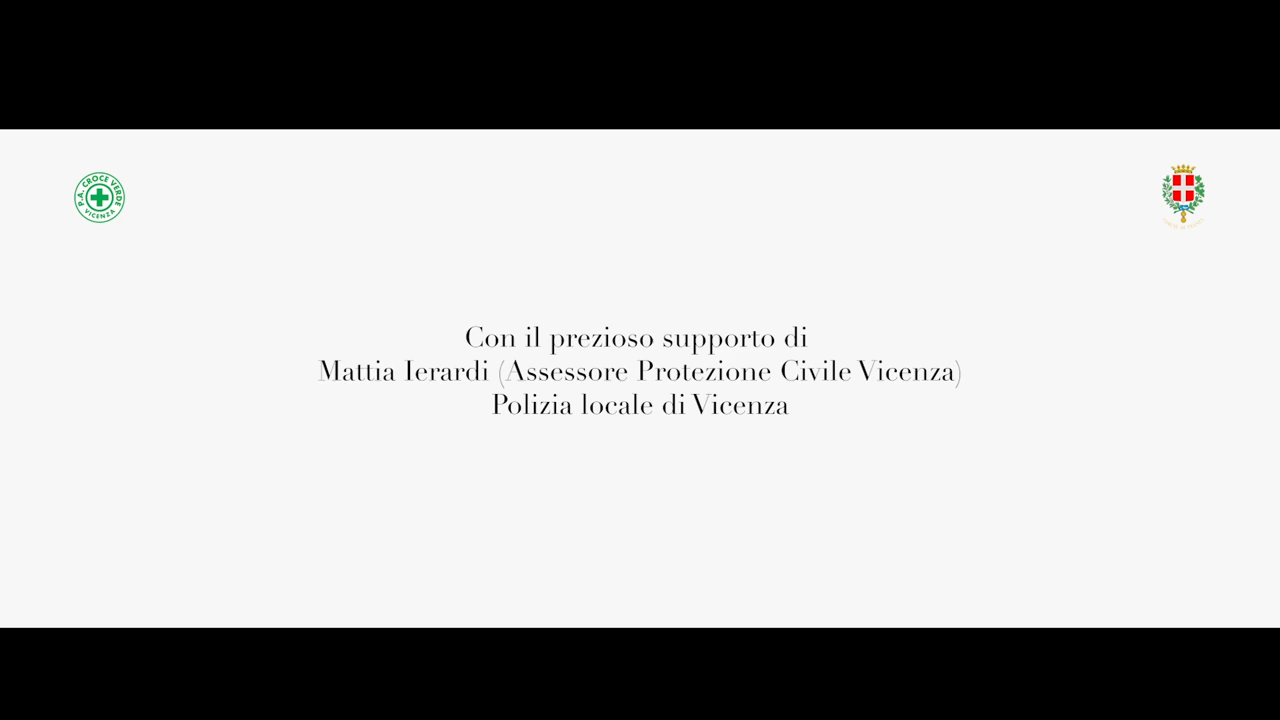 P.A. CROCE VERDE
VICENZA
Con il prezioso supporto di
Mattia Ierardi (Assessore Protezione Civile Vicenza)
Polizia locale di Vicenza